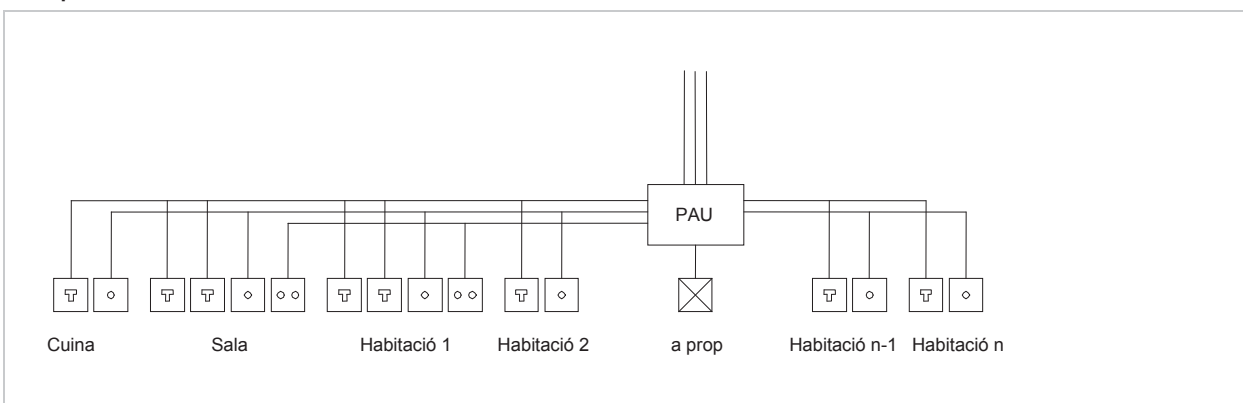 PAU
Cuina
Sala
Habitació 1
Habitació 2
a prop
Habitació n-1
Habitació n